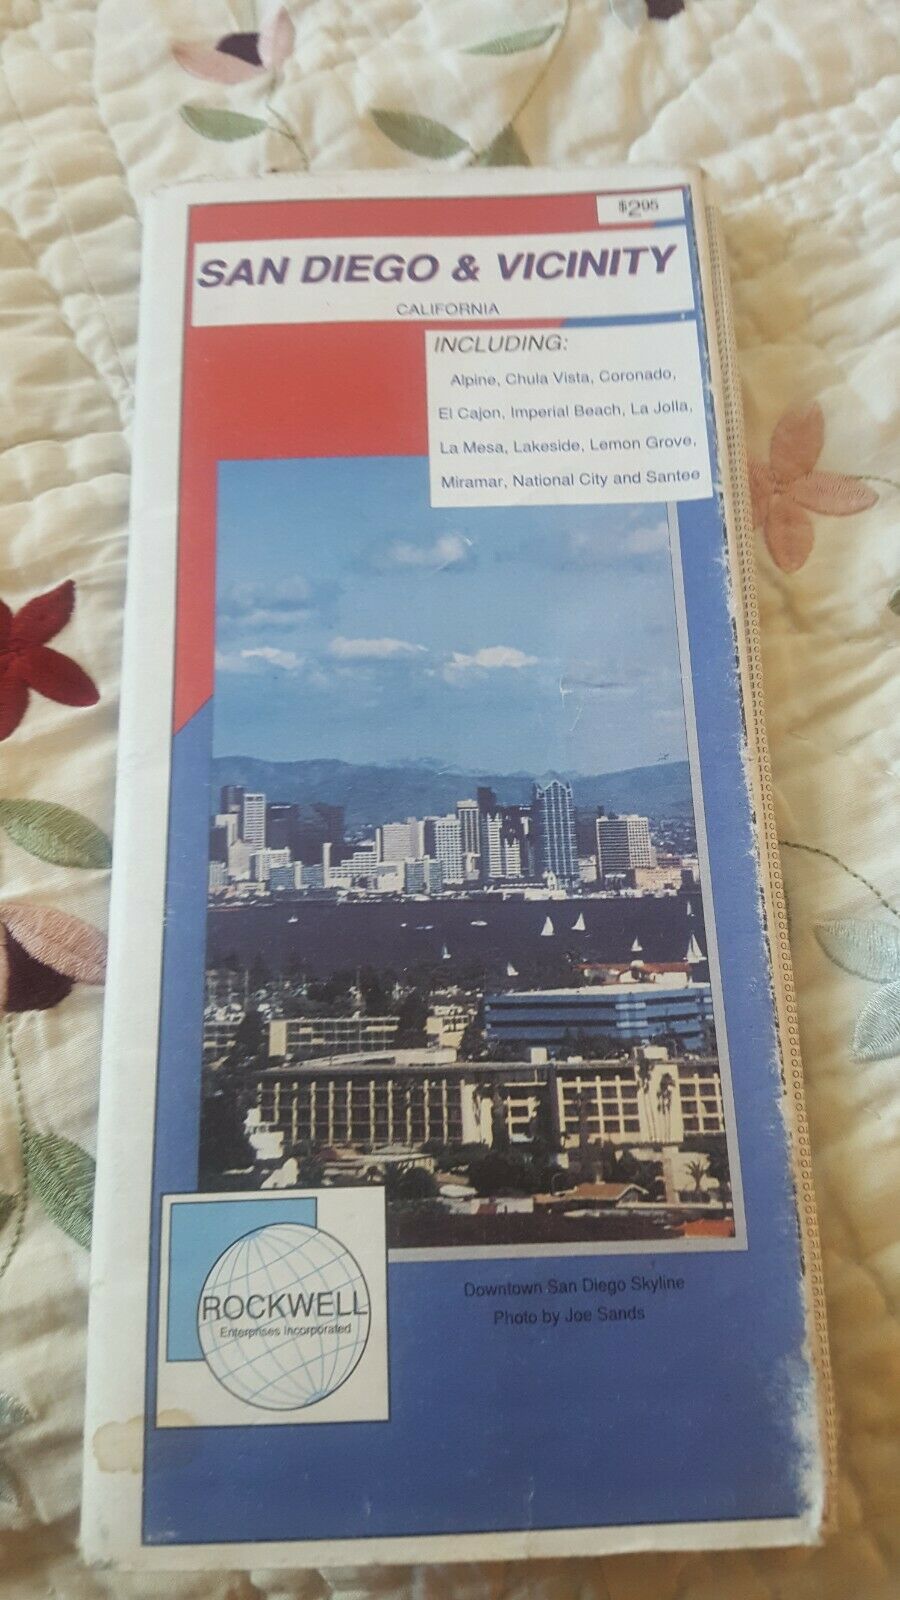 $2.95
SAN DIEGO & VICINITY
CALIFORNIA
INCLUDING:
Alpine, Chula Vista, Coronado,
El Cajon, Imperial Beach, La Jolla,
La Mesa, Lakeside, Lemon Grove,
Miramar, National City and Santee
ROCKWELL
Enterprises Incorporated
Downtown San Diego Skyline
Photo by Joe Sands